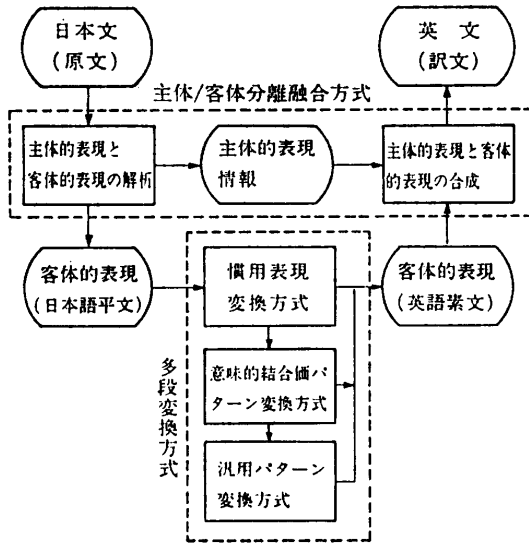 日本文
(原文)
英文
(訳文)
主体/客体分離融合方式
主体的表現と
客体的表現の解析
主体的表現
情報
主体的表現と客体
的表現の合成
客体的表現
(日本語平文)
慣用表現
変換方式
客体的表現
(英語素文)
多段変換方式
意味的結合価パ
ターン変換方式
汎用パターン
変換方式